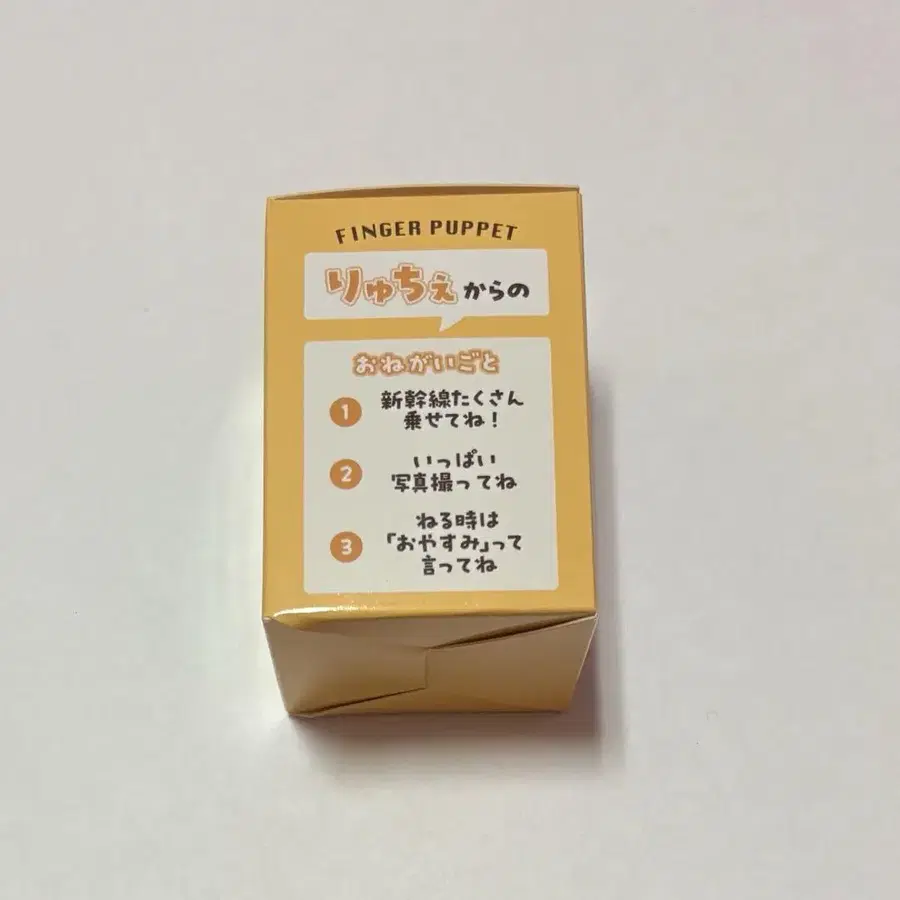 FINGER PUPPET
りゅちぇからの
おねがいごと
1 新幹線たくさん
乗せてね！
2 いっぱい
写真撮ってね
3 ねる時は
「おやすみ」って
言ってね